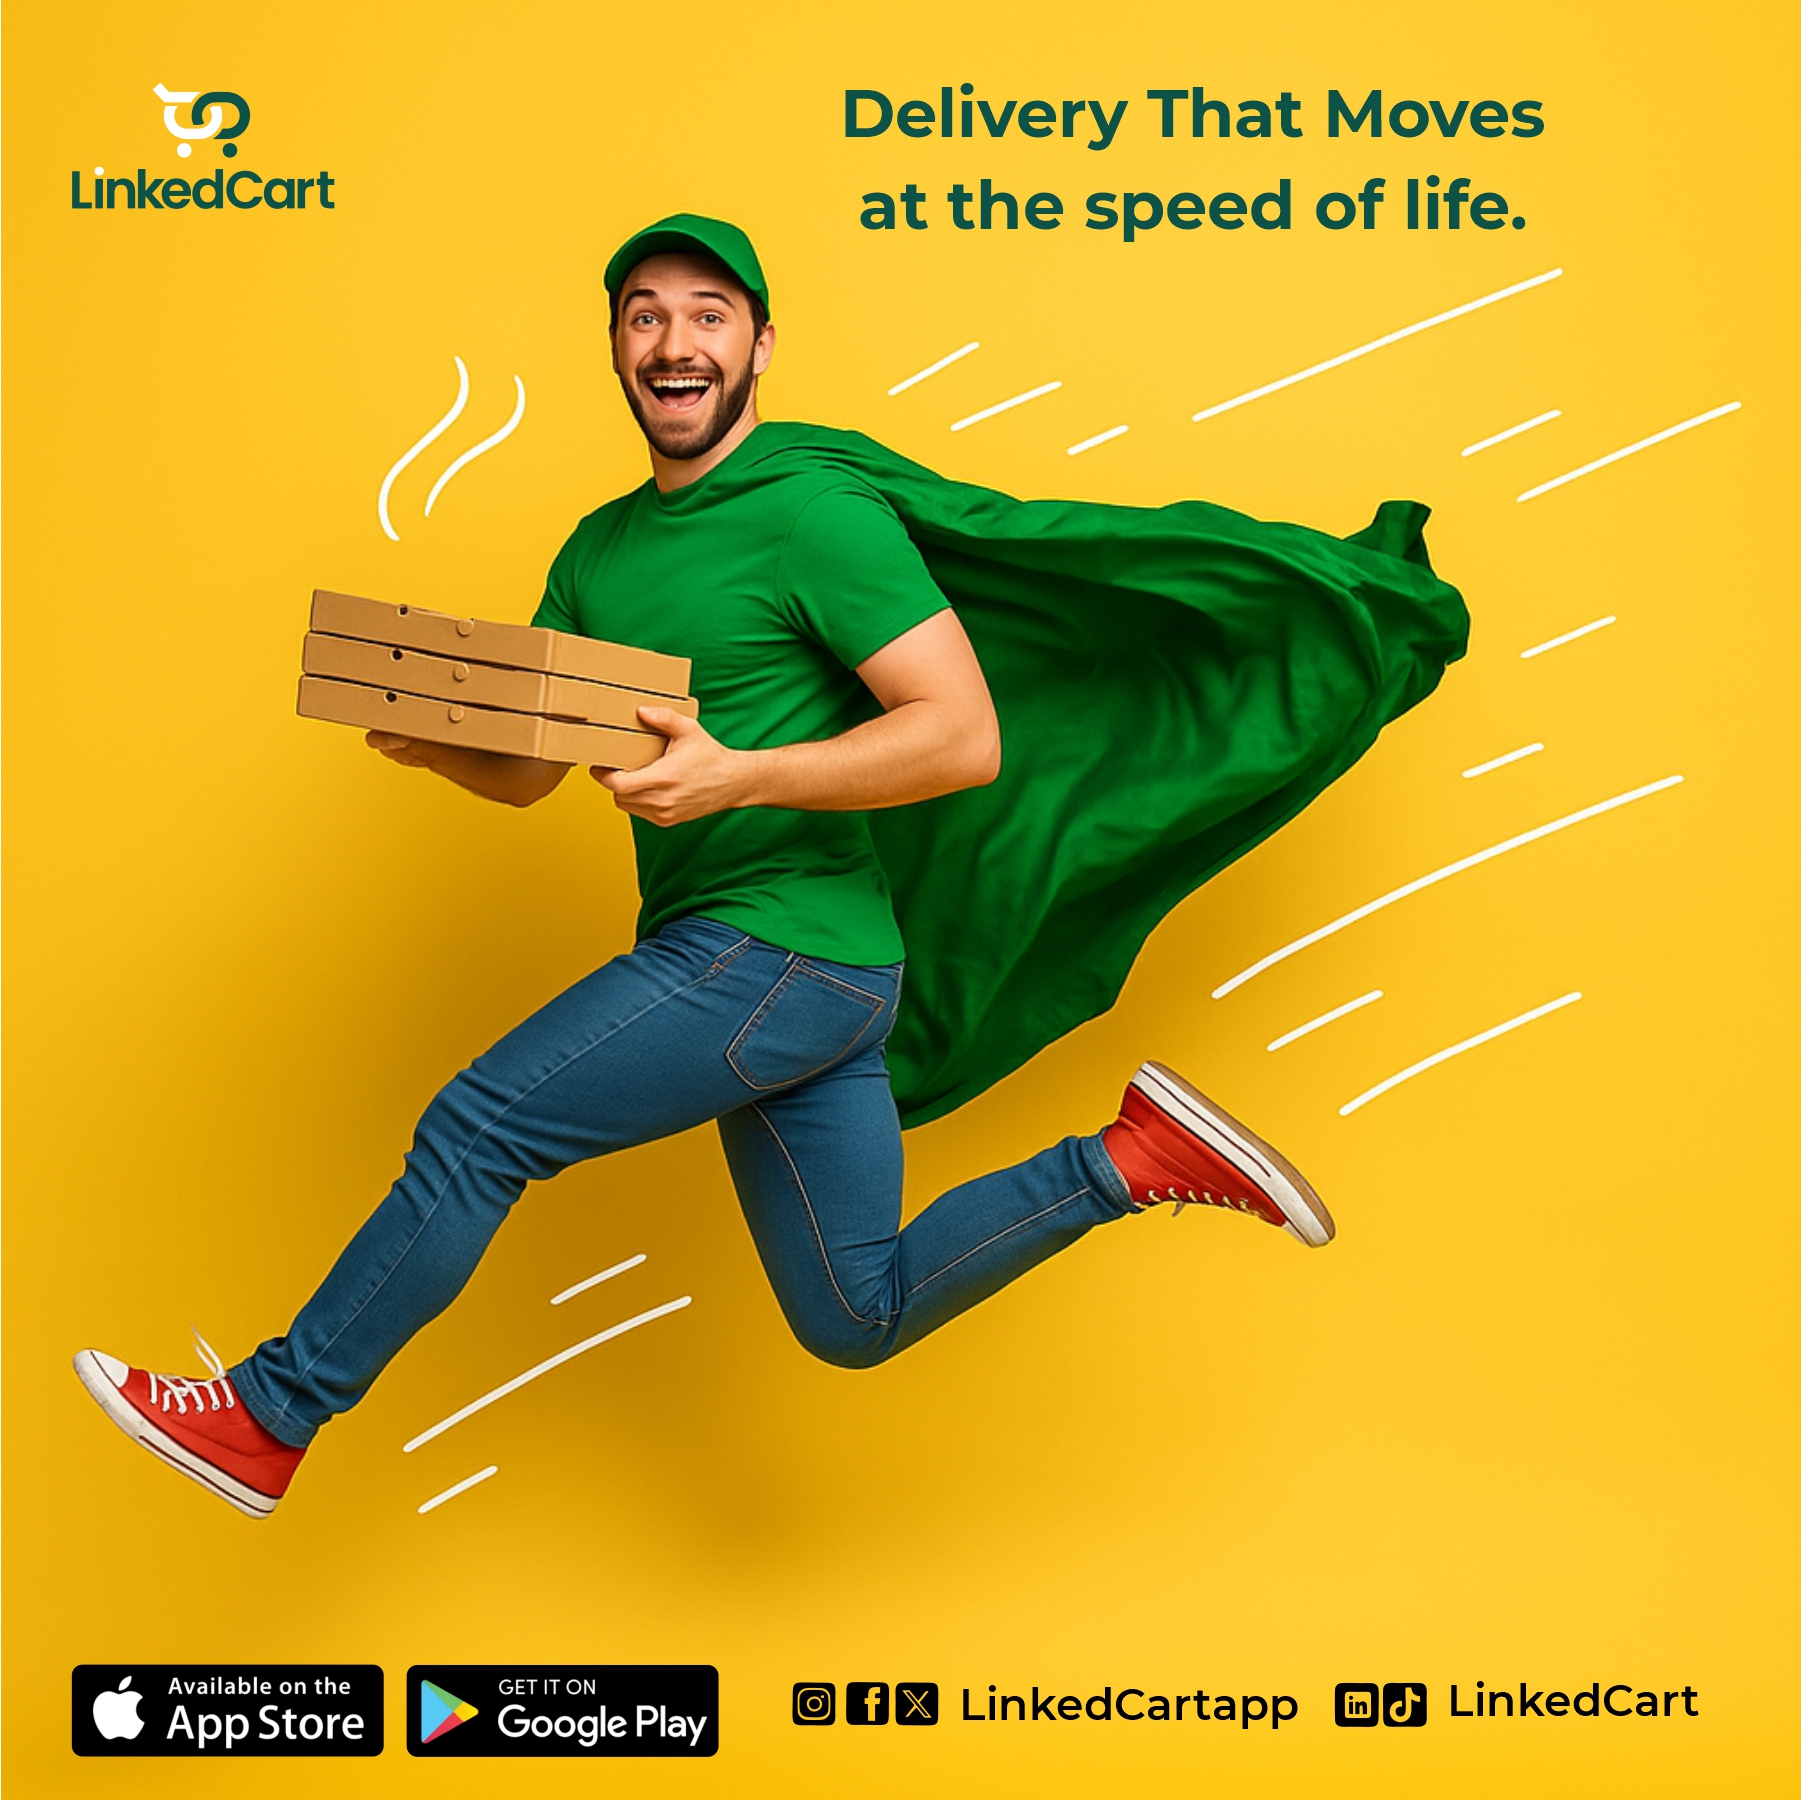 LinkedCart
Delivery That Moves
at the speed of life.
Available on the
App Store
GET IT ON
Google Play
LinkedCartapp
LinkedCart